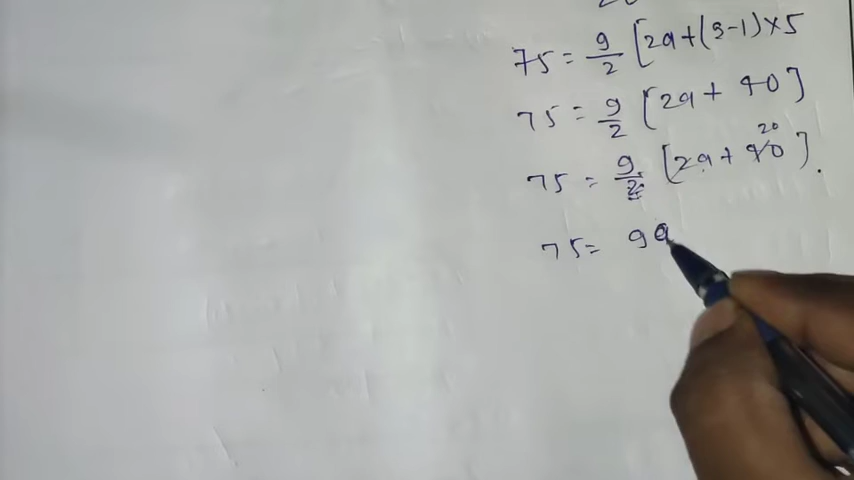 75 = 9/2 [2a+(9-1)×5
75 = 9/2 [2a+ 40]
75 = 9/2 [2a+ 40 20].
75= 9a